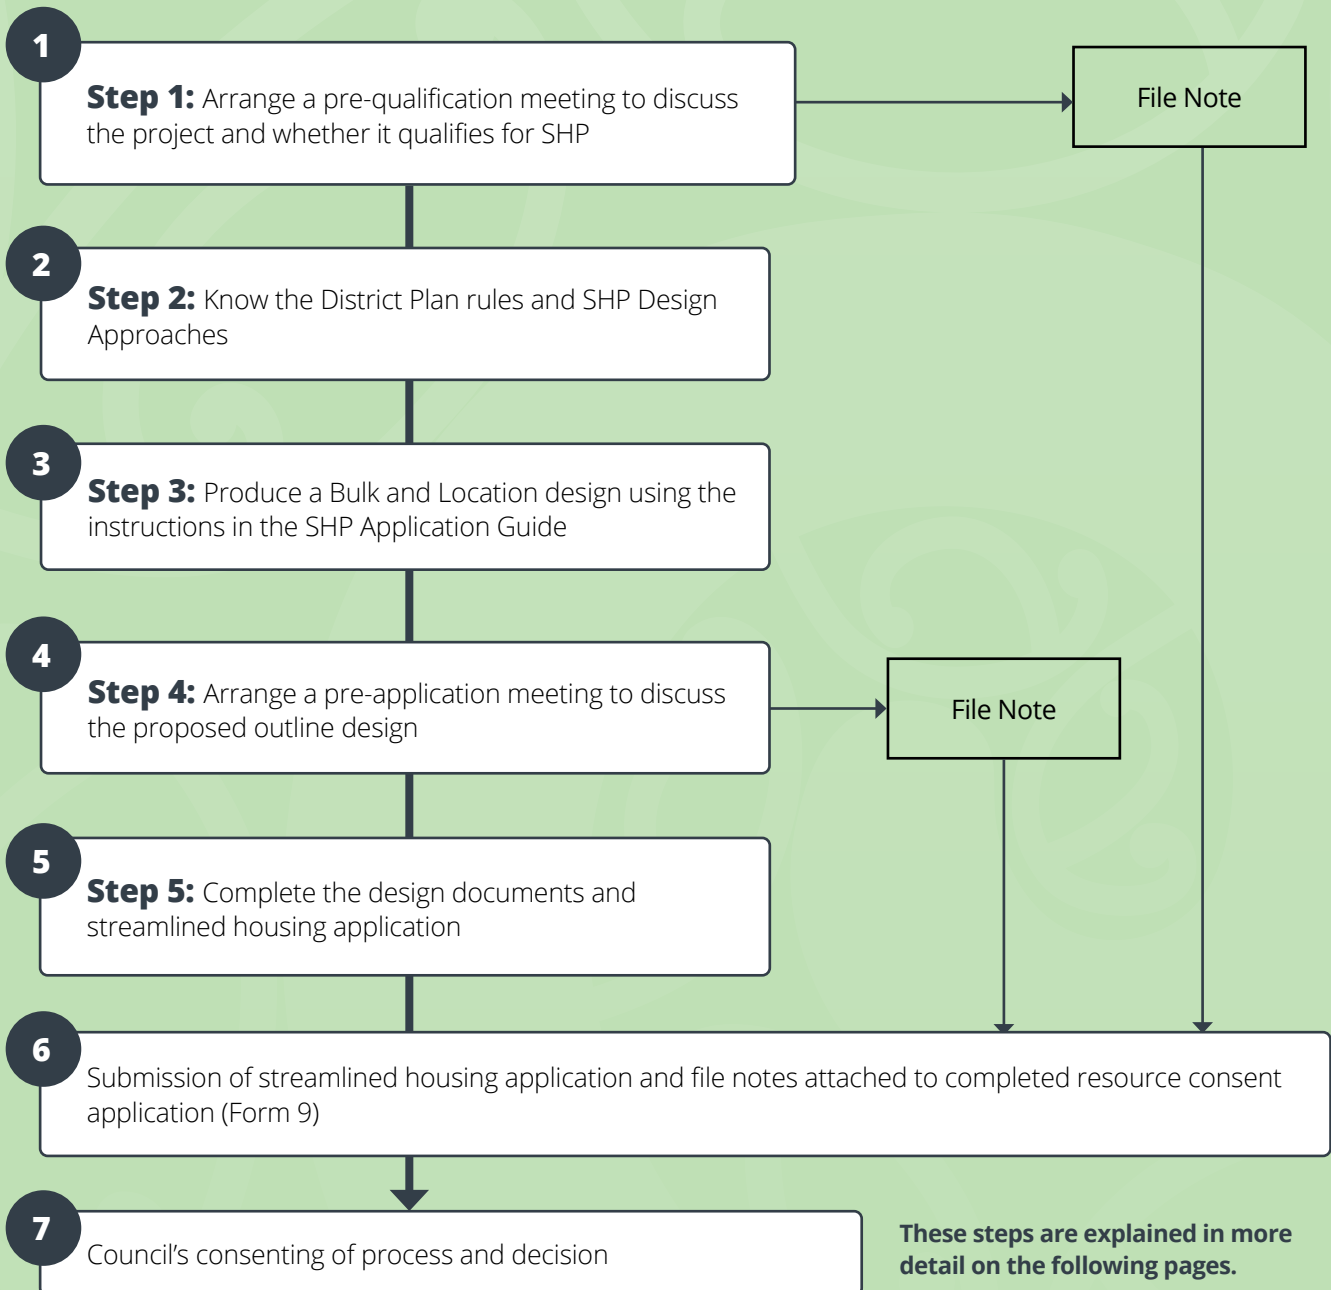 1
Step 1: Arrange a pre-qualification meeting to discuss
the project and whether it qualifies for SHP
File Note
2
Step 2: Know the District Plan rules and SHP Design
Approaches
3
Step 3: Produce a Bulk and Location design using the
instructions in the SHP Application Guide
4
Step 4: Arrange a pre-application meeting to discuss
the proposed outline design
File Note
5
Step 5: Complete the design documents and
streamlined housing application
6
Submission of streamlined housing application and file notes attached to completed resource consent
application (Form 9)
7
Council’s consenting of process and decision
These steps are explained in more
detail on the following pages.